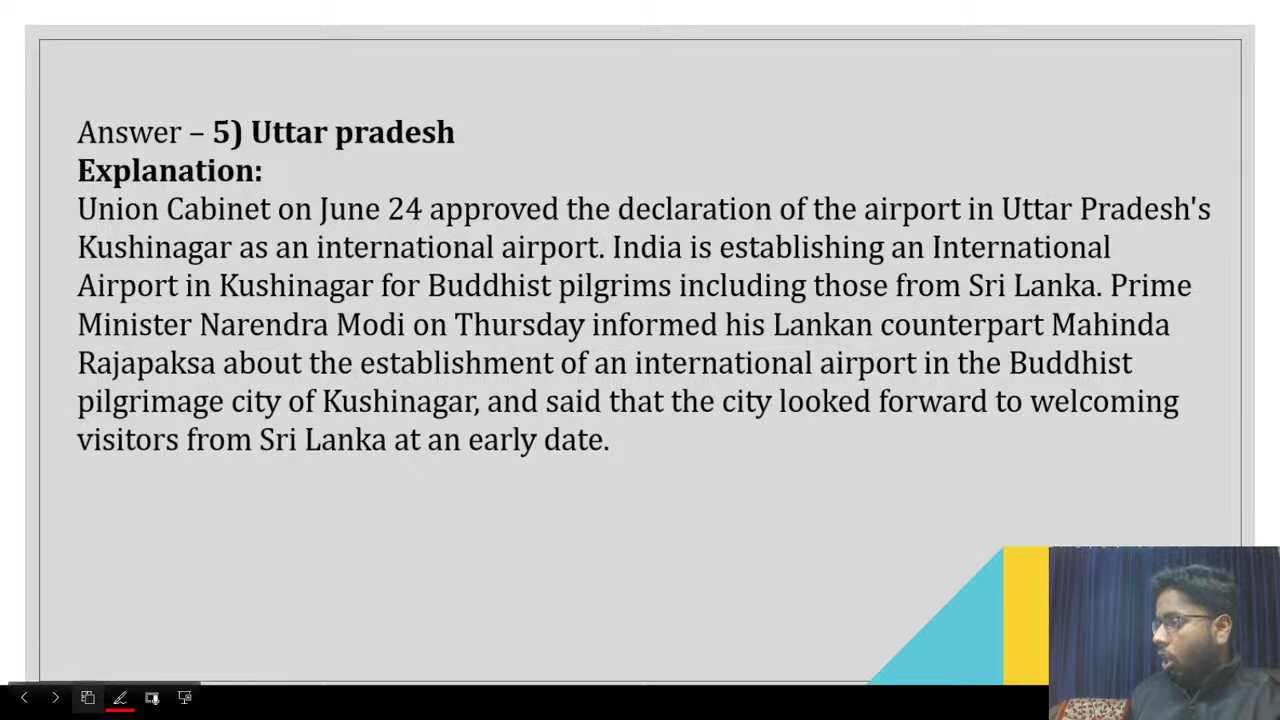 Answer – 5) Uttar pradesh
Explanation:
Union Cabinet on June 24 approved the declaration of the airport in Uttar Pradesh's
Kushinagar as an international airport. India is establishing an International
Airport in Kushinagar for Buddhist pilgrims including those from Sri Lanka. Prime
Minister Narendra Modi on Thursday informed his Lankan counterpart Mahinda
Rajapaksa about the establishment of an international airport in the Buddhist
pilgrimage city of Kushinagar, and said that the city looked forward to welcoming
visitors from Sri Lanka at an early date.